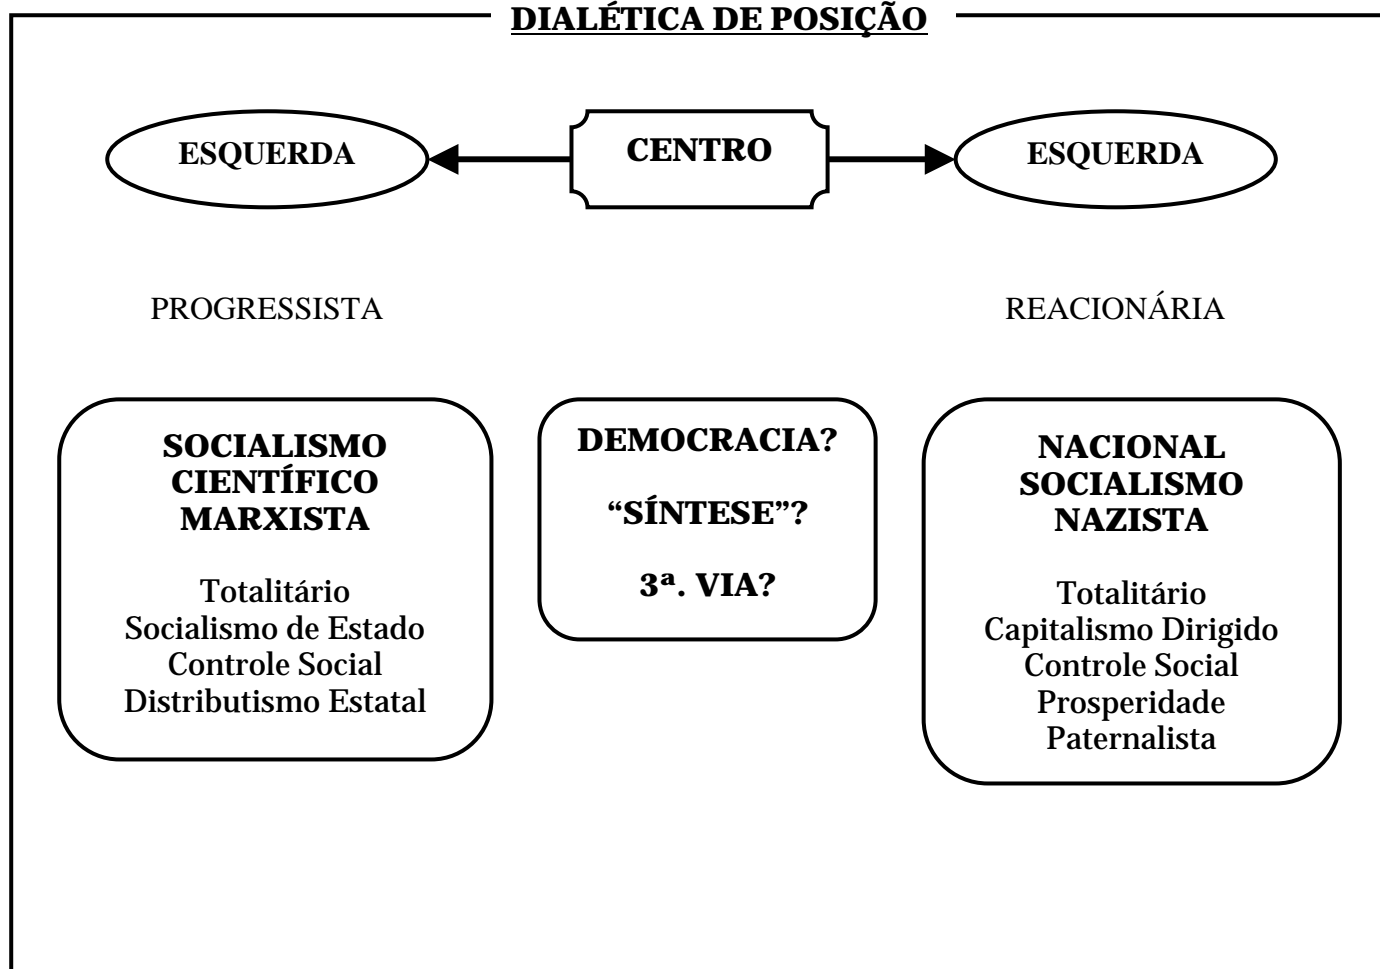 DIALÉTICA DE POSIÇÃO
ESQUERDA
CENTRO
ESQUERDA
PROGRESSISTA
REACIONÁRIA
SOCIALISMO
CIENTÍFICO
MARXISTA
Totalitário
Socialismo de Estado
Controle Social
Distributismo Estatal
DEMOCRACIA?
“SÍNTESE”?
3ª. VIA?
NACIONAL
SOCIALISMO
NAZISTA
Totalitário
Capitalismo Dirigido
Controle Social
Prosperidade
Paternalista